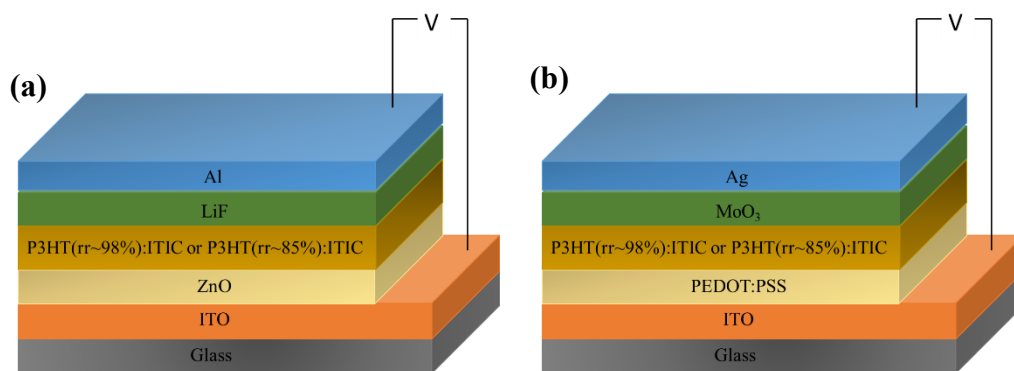 (a)
V
Al
LiF
P3HT(rr~98%):ITIC or P3HT(rr~85%):ITIC
ZnO
ITO
Glass
(b)
V
Ag
MoO₃
P3HT(rr~98%):ITIC or P3HT(rr~85%):ITIC
PEDOT:PSS
ITO
Glass